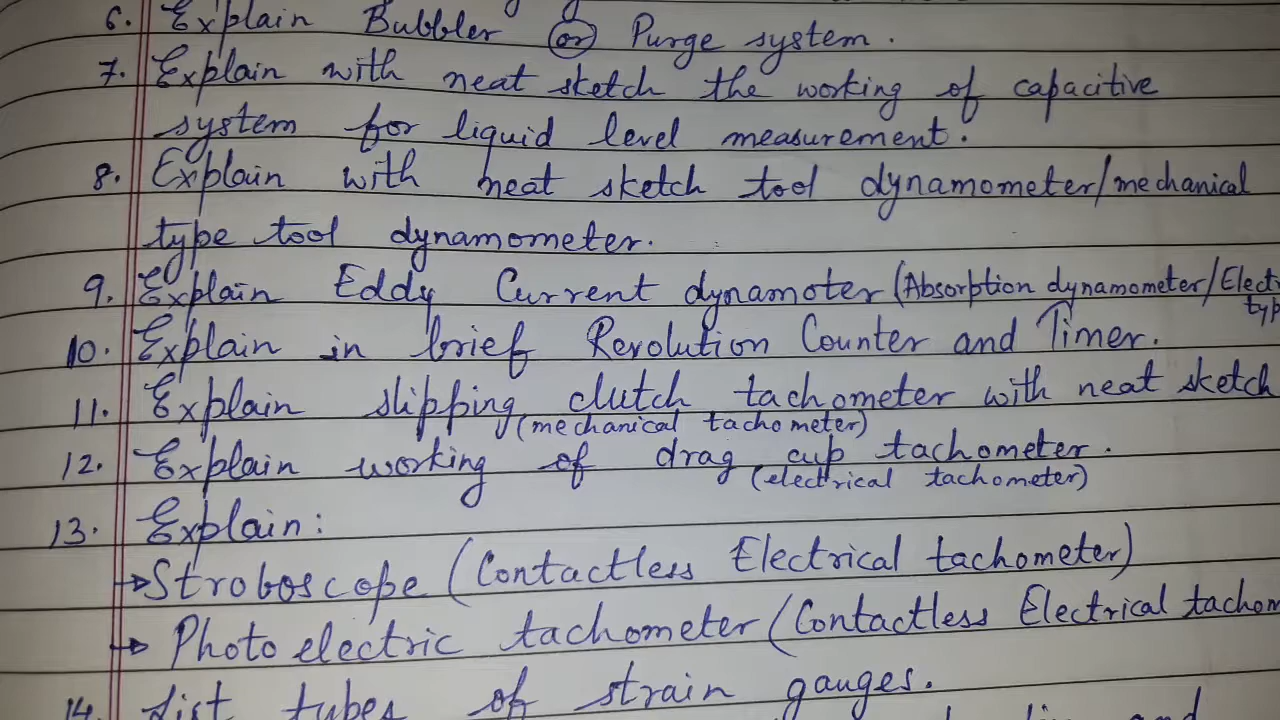 6. Explain Bubbler (or) Purge system.
7. Explain with neat sketch the working of capacitive
system for liquid level measurement.
8. Explain with neat sketch tool dynamometer/mechanical
type tool dynamometer.
9. Explain Eddy Current dynamoter (Absorption dynamometer/Elect
typ
10. Explain in brief Revolution Counter and Timer.
11. Explain slipping clutch tachometer with neat sketch
(mechanical tachometer)
12. Explain working of drag cup tachometer.
(electrical tachometer)
13. Explain:
→ Stroboscope (Contactless Electrical tachometer)
→ Photo electric tachometer (Contactless Electrical tachom
14. List types of strain gauges.
and